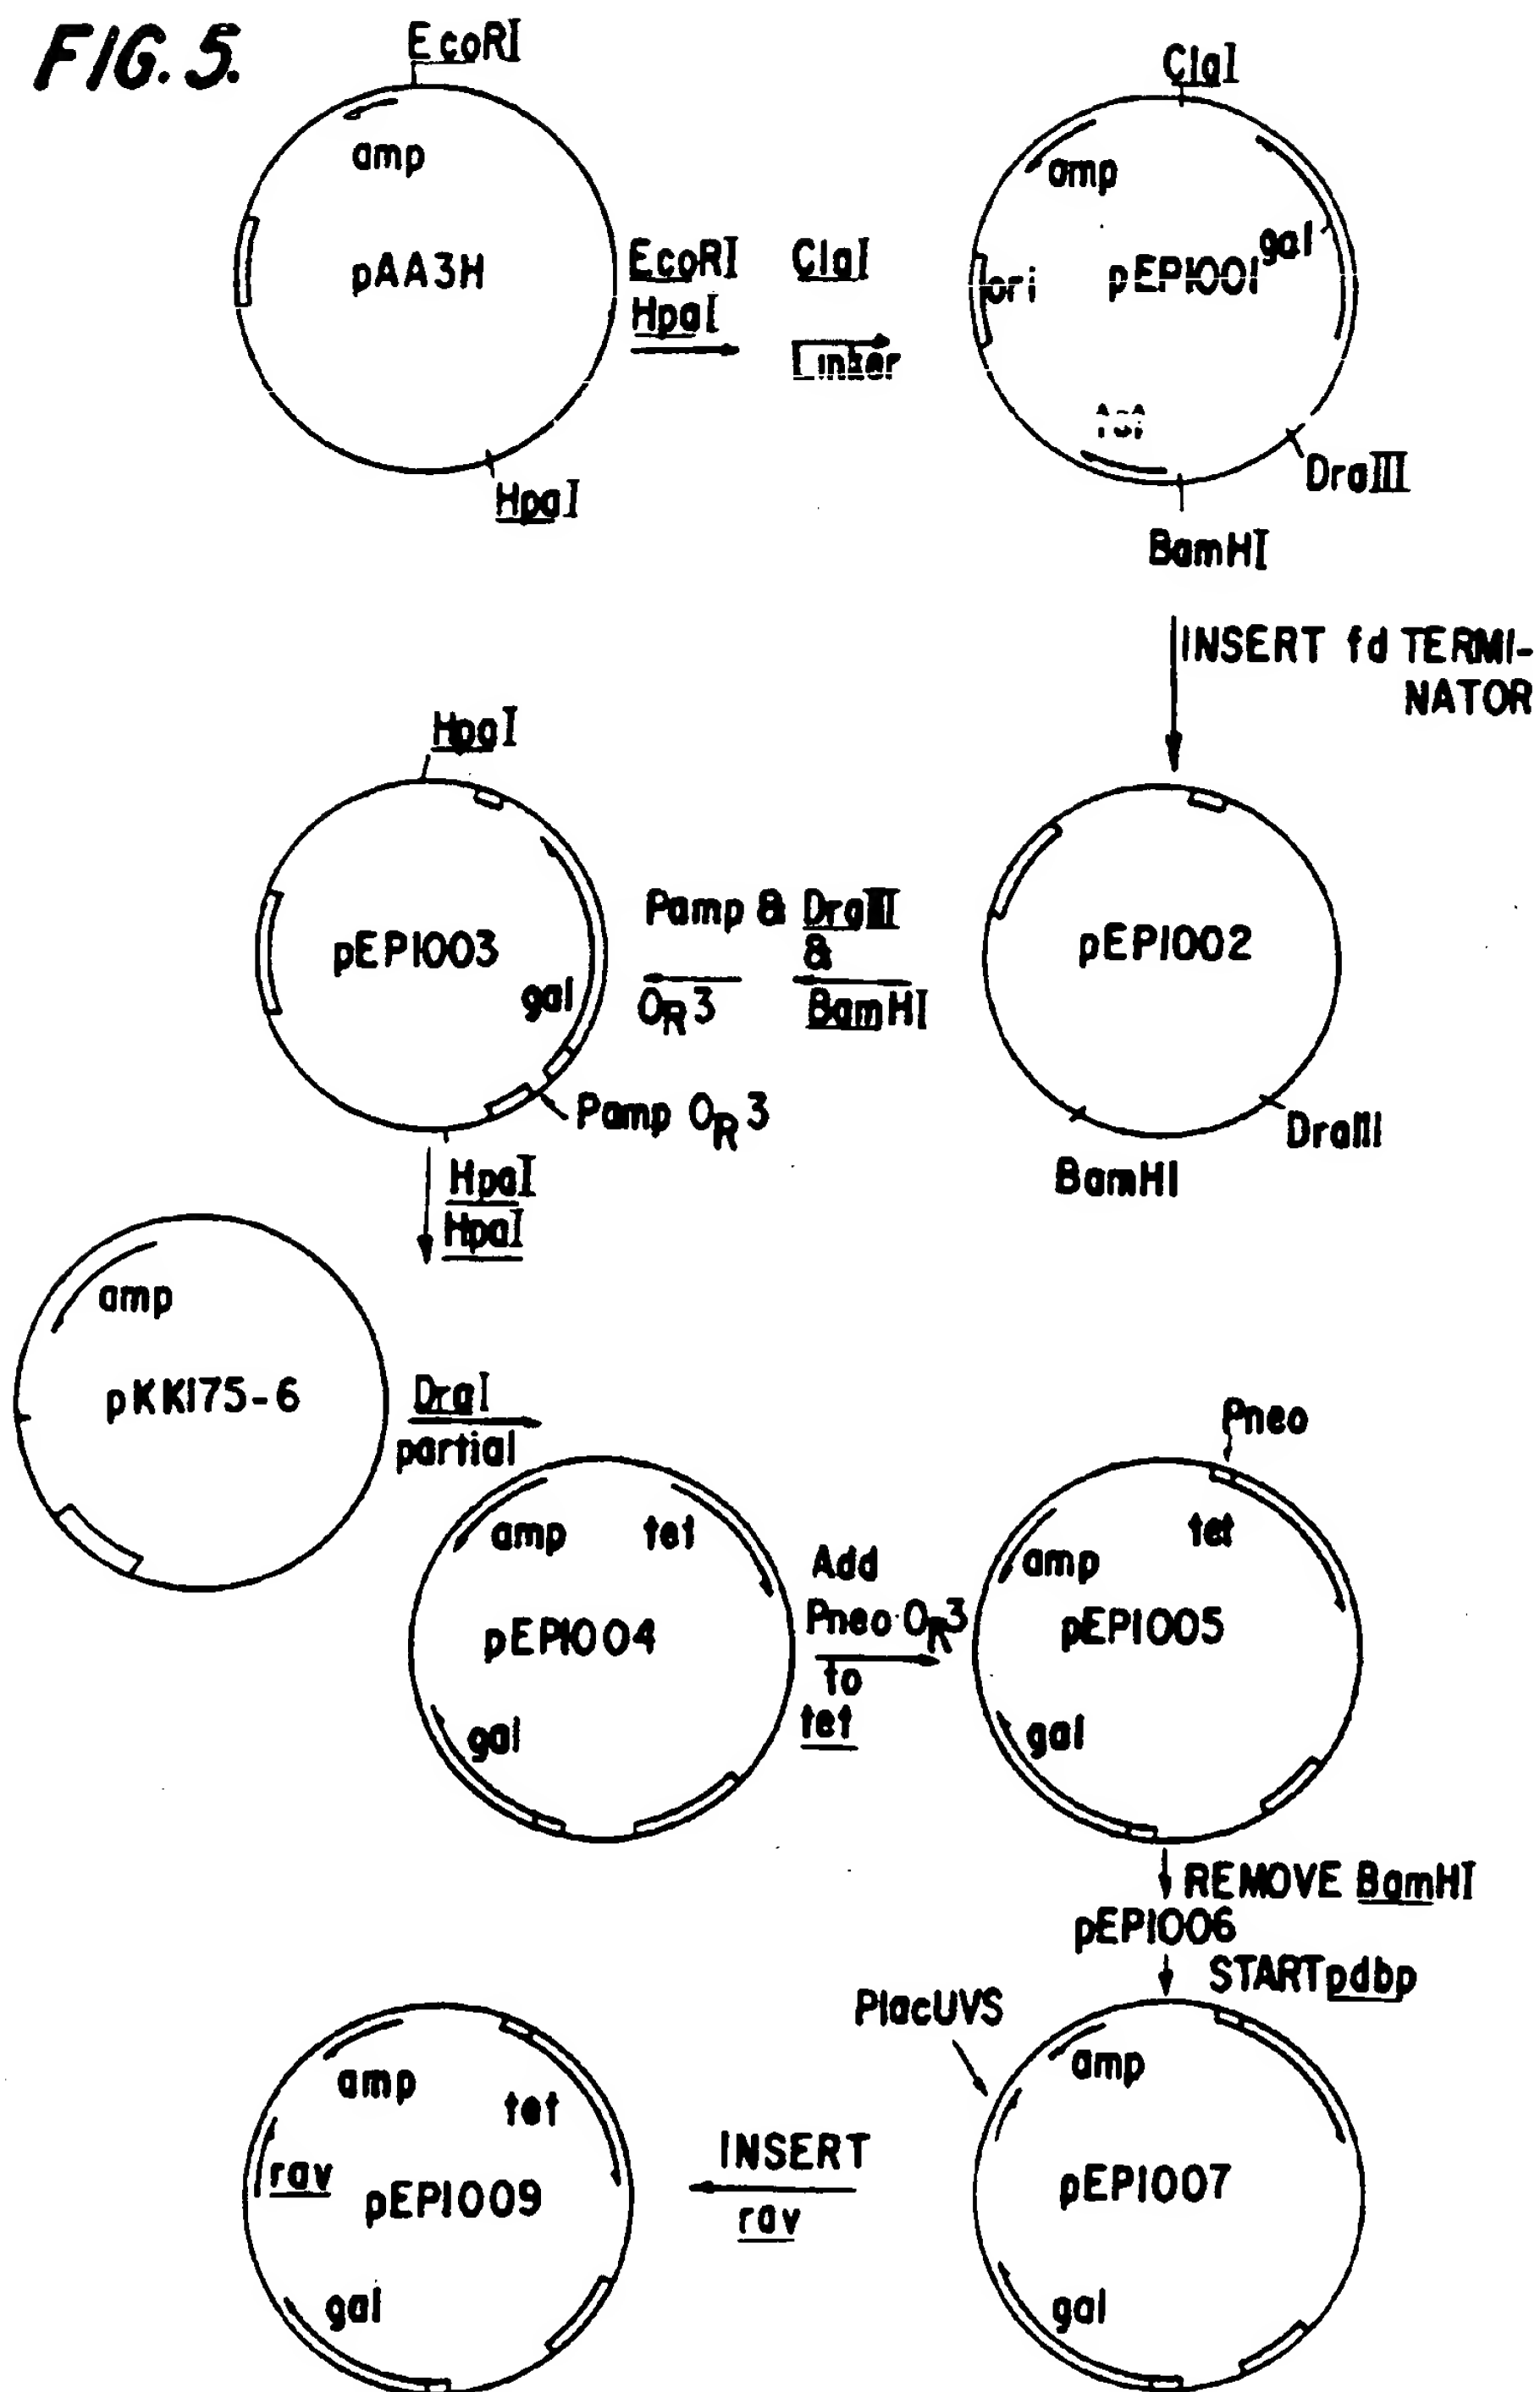 FIG. 5.
EcoRI
amp
pAA3H
HpaI
EcoRI
HpaI
ClaI
Linker
ClaI
amp
gal
ori
pEP1001
DraIII
BamHI
INSERT fd TERMI-
NATOR
pEP1002
DraIII
BamHI
Pamp & DraIII
&
OR3
BamHI
HpaI
pEP1003
gal
Pamp OR3
HpaI
HpaI
amp
pKK175-6
DraI
partial
amp
tet
pEP1004
gal
Add
Pneo·OR3
to
tet
Pneo
tet
amp
pEP1005
gal
REMOVE BamHI
pEP1006
START pdbp
PlacUVS
amp
pEP1007
gal
INSERT
rav
amp
tet
rav
pEP1009
gal